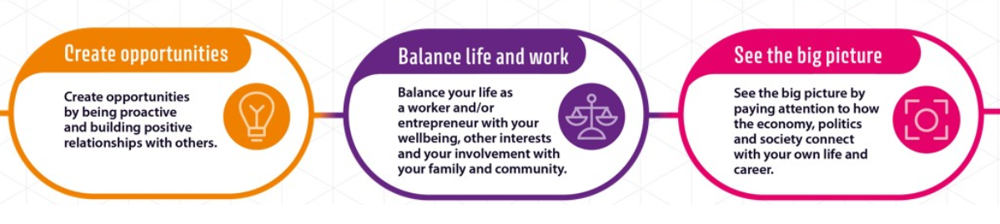 Create opportunities
Create opportunities
by being proactive
and building positive
relationships with others.
Balance life and work
Balance your life as
a worker and/or
entrepreneur with your
wellbeing, other interests
and your involvement with
your family and community.
See the big picture
See the big picture by
paying attention to how
the economy, politics
and society connect
with your own life and
career.